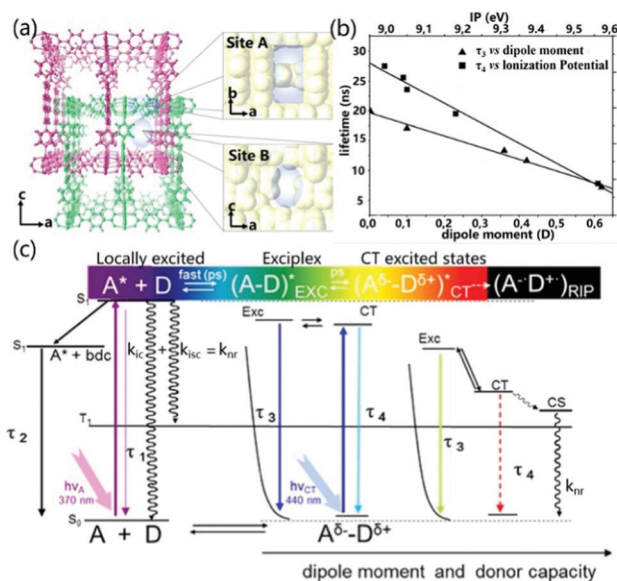 (a)
Site A
b
a
Site B
b
a
c
a
(b)
IP (eV)
9,0 9,1 9,2 9,3 9,4 9,5 9,6
▲ τ3 vs dipole moment
■ τ4 vs Ionization Potential
lifetime (ns)
30
25
20
15
10
5
0
0,0 0,1 0,2 0,3 0,4 0,5 0,6
dipole moment (D)
(c)
Locally excited Exciplex CT excited states
A* + D fast (ps) ⇌ (A-D)*EXC ps ⇌ (Aδ--Dδ+)*CT ⇢ (A-·D+·)RIP
S1
Exc CT
S1 A* + bdc
kic + kisc = knr
Exc
CT
CS
T1
τ2 τ1 τ3 τ4 τ3 τ4 knr
hνA
370 nm
hνCT
440 nm
S0
A + D ⇌ Aδ--Dδ+
dipole moment and donor capacity